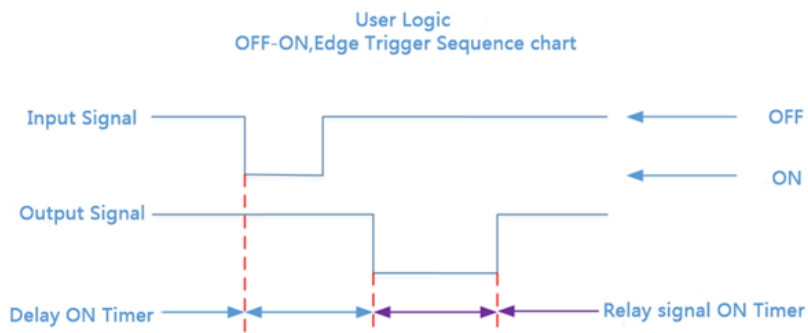 User Logic
OFF-ON,Edge Trigger Sequence chart
Input Signal
OFF
ON
Output Signal
Delay ON Timer
Relay signal ON Timer